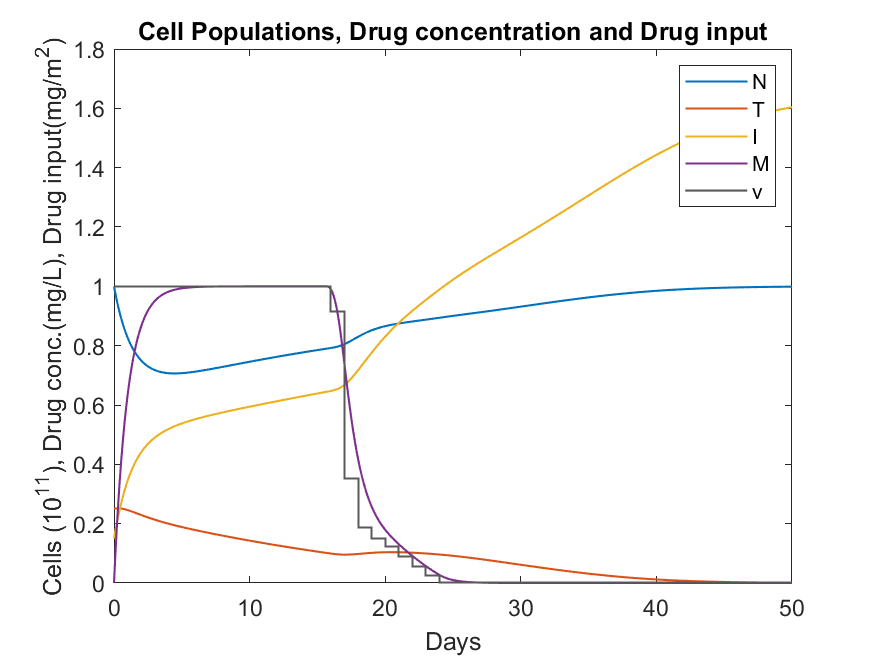 Cell Populations, Drug concentration and Drug input
Cells (10^11), Drug conc.(mg/L), Drug input(mg/m^2)
1.8
1.6
1.4
1.2
1
0.8
0.6
0.4
0.2
0
N
T
I
M
v
0 10 20 30 40 50
Days